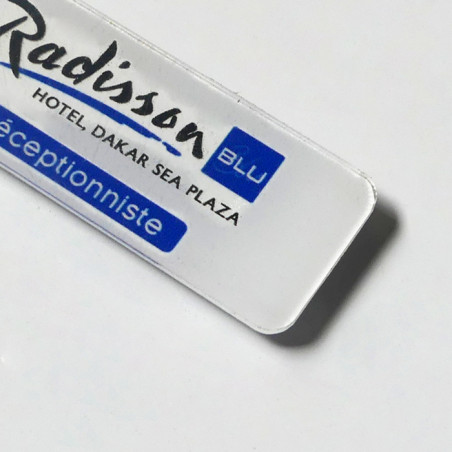 Radisson BLU
HOTEL, DAKAR SEA PLAZA
éceptionniste